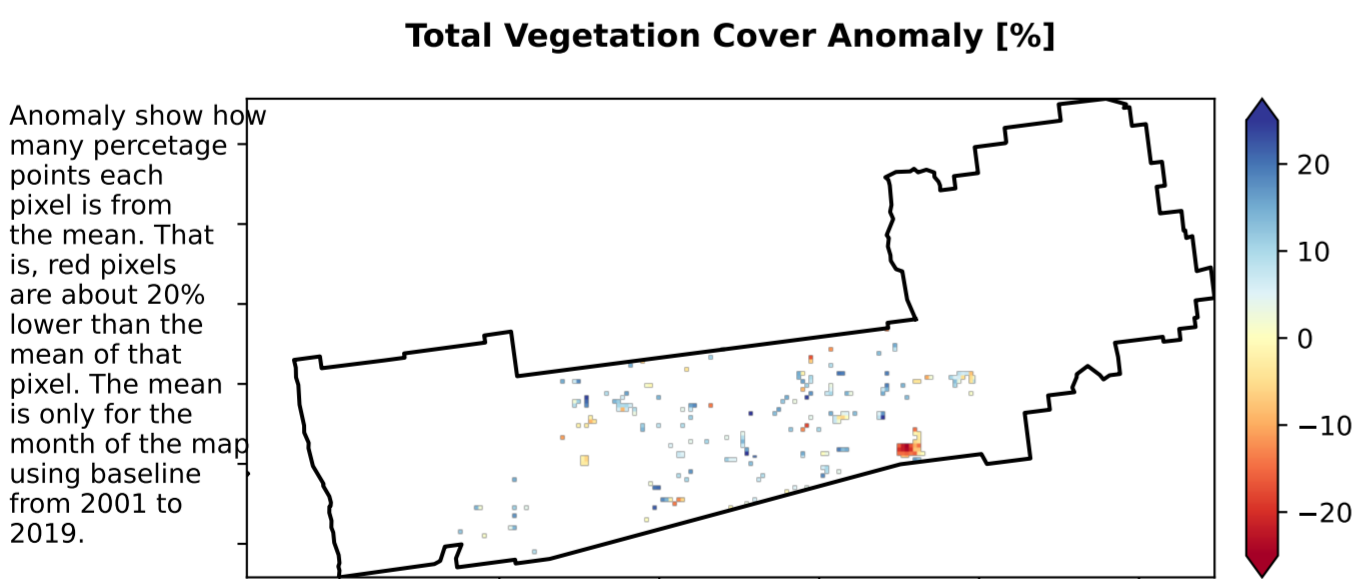 Total Vegetation Cover Anomaly [%]
Anomaly show how
many percetage
points each
pixel is from
the mean. That
is, red pixels
are about 20%
lower than the
mean of that
pixel. The mean
is only for the
month of the map
using baseline
from 2001 to
2019.
20
10
0
−10
−20